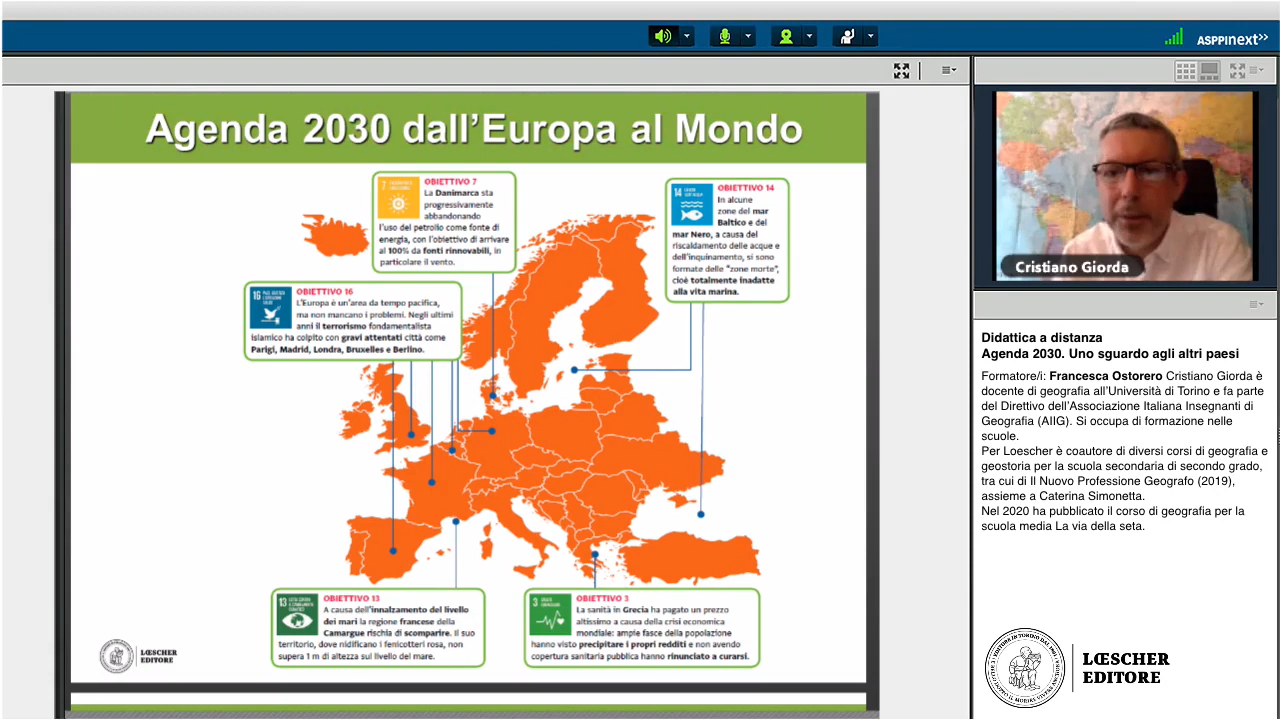 ASPPInext>>
Agenda 2030 dall'Europa al Mondo
7
OBIETTIVO 7
La Danimarca sta
progressivamente
abbandonando
l'uso del petrolio come fonte di
energia, con l'obiettivo di arrivare
al 100% da fonti rinnovabili, in
particolare il vento.
14
OBIETTIVO 14
In alcune
zone del mar
Baltico e del
mar Nero, a causa del
riscaldamento delle acque e
dell'inquinamento, si sono
formate delle "zone morte",
cioè totalmente inadatte
alla vita marina.
16
OBIETTIVO 16
L'Europa è un'area da tempo pacifica,
ma non mancano i problemi. Negli ultimi
anni il terrorismo fondamentalista
islamico ha colpito con gravi attentati città come
Parigi, Madrid, Londra, Bruxelles e Berlino.
13
OBIETTIVO 13
A causa dell'innalzamento del livello
dei mari la regione francese della
Camargue rischia di scomparire. Il suo
territorio, dove nidificano i fenicotteri rosa, non
supera 1 m di altezza sul livello del mare.
3
OBIETTIVO 3
La sanità in Grecia ha pagato un prezzo
altissimo a causa della crisi economica
mondiale: ampie fasce della popolazione
hanno visto precipitare i propri redditi e non avendo
copertura sanitaria pubblica hanno rinunciato a curarsi.
LŒSCHER
EDITORE
Cristiano Giorda
Didattica a distanza
Agenda 2030. Uno sguardo agli altri paesi
Formatore/i: Francesca Ostorero Cristiano Giorda è
docente di geografia all'Università di Torino e fa parte
del Direttivo dell'Associazione Italiana Insegnanti di
Geografia (AIIG). Si occupa di formazione nelle
scuole.
Per Loescher è coautore di diversi corsi di geografia e
geostoria per la scuola secondaria di secondo grado,
tra cui di Il Nuovo Professione Geografo (2019),
assieme a Caterina Simonetta.
Nel 2020 ha pubblicato il corso di geografia per la
scuola media La via della seta.
LŒSCHER
EDITORE